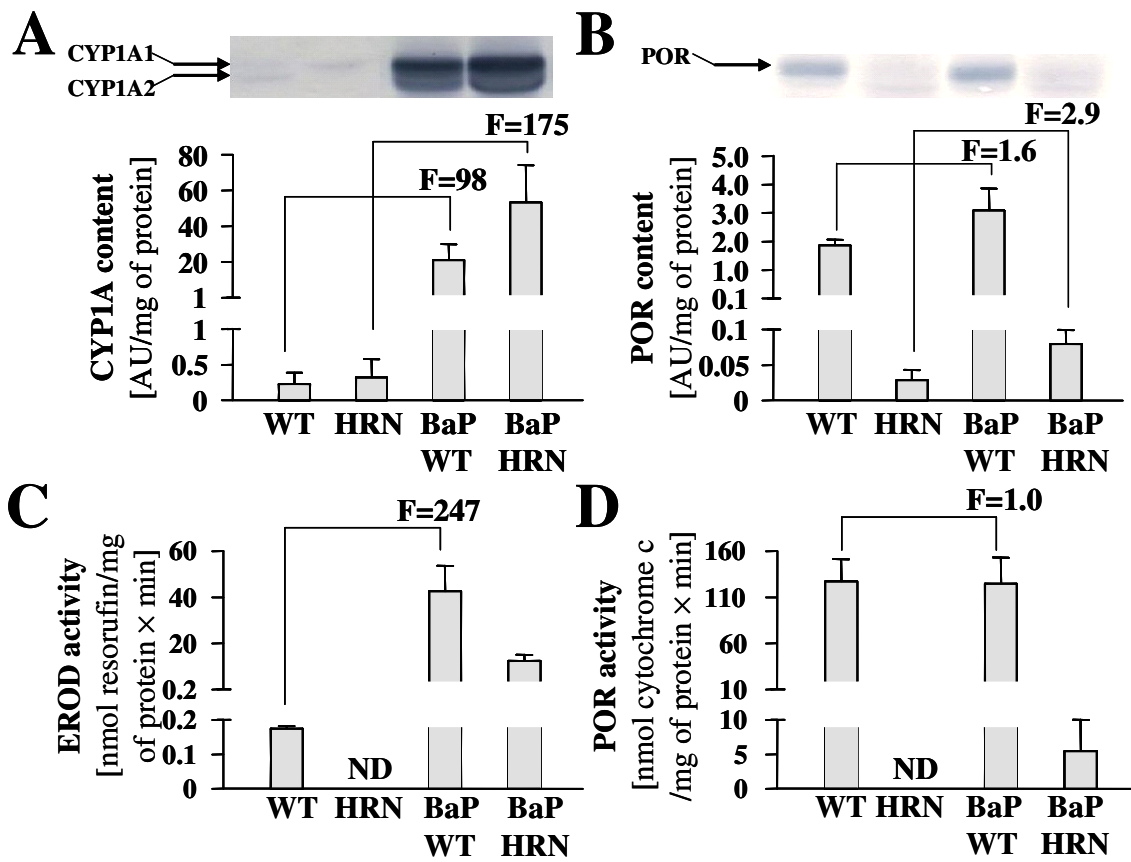 A
CYP1A1
CYP1A2
F=175
F=98
CYP1A content
[AU/mg of protein]
80
60
40
20
1
1
0.5
0
WT HRN BaP BaP
WT HRN
B
POR
F=2.9
F=1.6
POR content
[AU/mg of protein]
5.0
4.0
3.0
2.0
1.0
0.1
0.1
0.05
0
WT HRN BaP BaP
WT HRN
C
F=247
EROD activity
[nmol resorufin/mg
of protein × min]
60
40
20
0.2
0.2
0.1
0
ND
WT HRN BaP BaP
WT HRN
D
F=1.0
POR activity
[nmol cytochrome c
/mg of protein × min]
160
110
60
10
10
5
0
ND
WT HRN BaP BaP
WT HRN